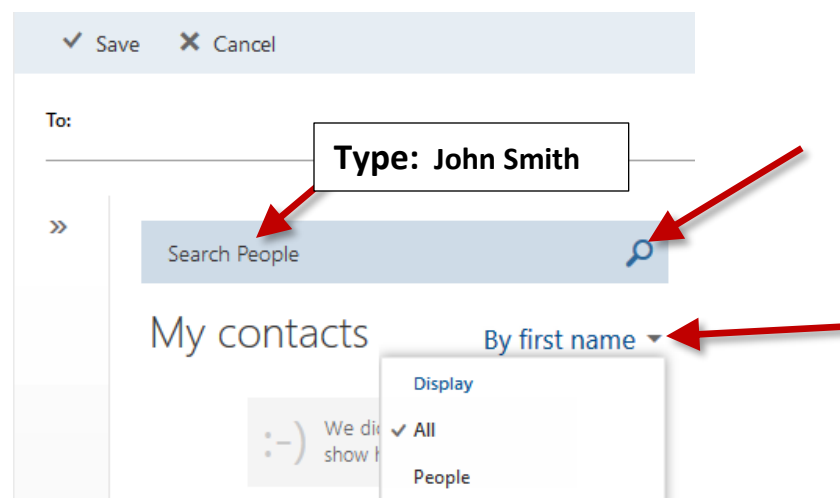 Save Cancel
To:
Type: John Smith
»
Search People
My contacts By first name
Display
:-) We di
All
show
People